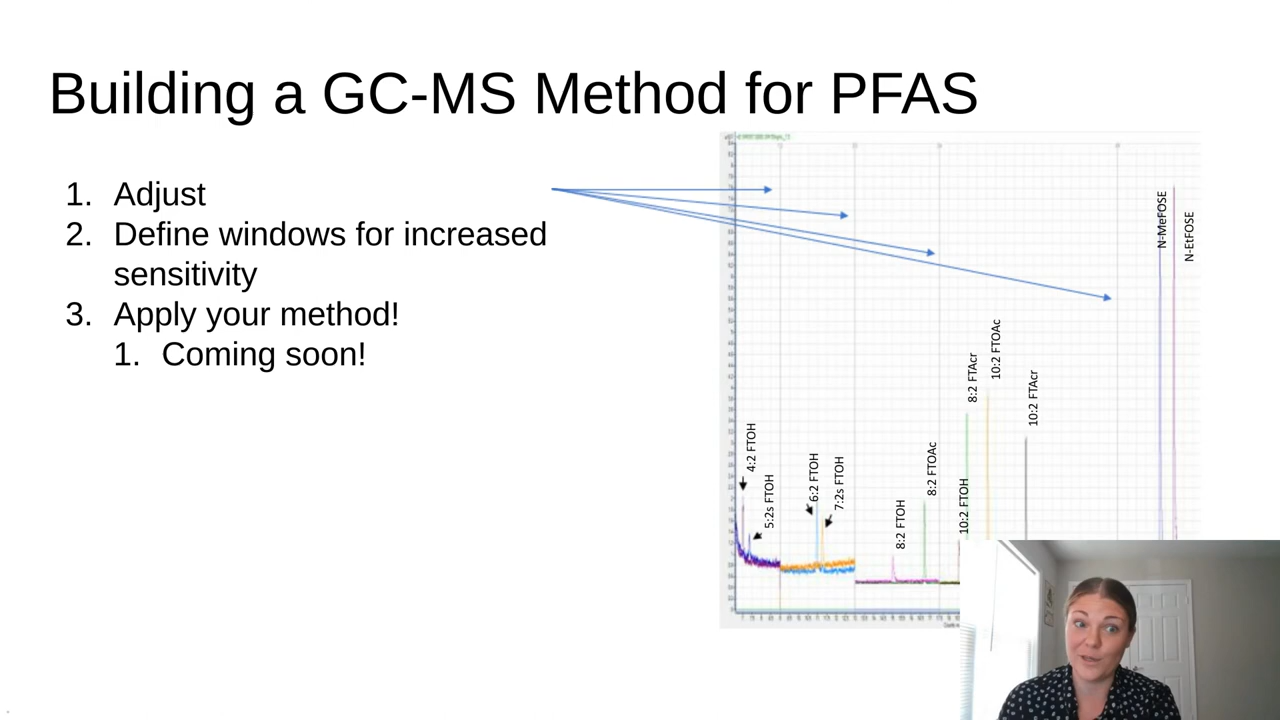 Building a GC-MS Method for PFAS
1. Adjust
2. Define windows for increased
sensitivity
3. Apply your method!
1. Coming soon!
4:2 FTOH
5:2s FTOH
6:2 FTOH
7:2s FTOH
8:2 FTOH
8:2 FTOAc
10:2 FTOH
8:2 FTAcr
10:2 FTOAc
10:2 FTAcr
N-MeFOSE
N-EtFOSE